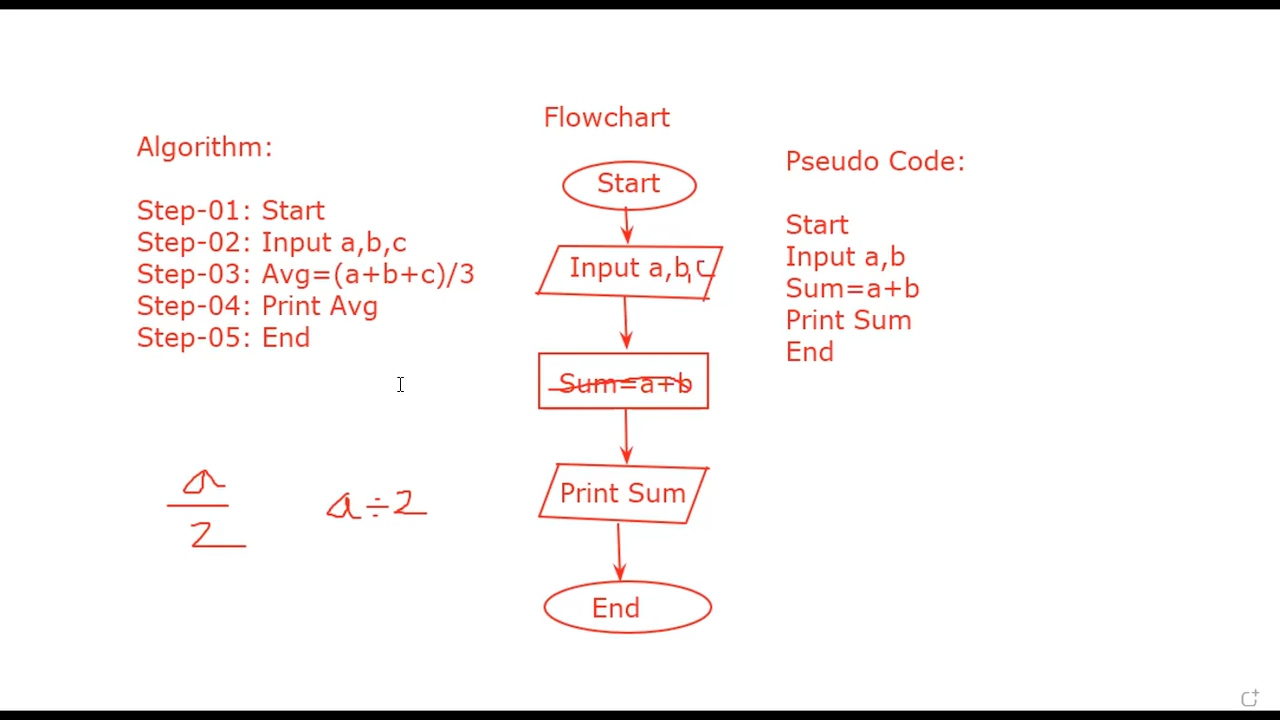 Algorithm:
Step-01: Start
Step-02: Input a,b,c
Step-03: Avg=(a+b+c)/3
Step-04: Print Avg
Step-05: End
a
2
a÷2
Flowchart
Start
Input a,b,c
Sum=a+b
Print Sum
End
Pseudo Code:
Start
Input a,b
Sum=a+b
Print Sum
End